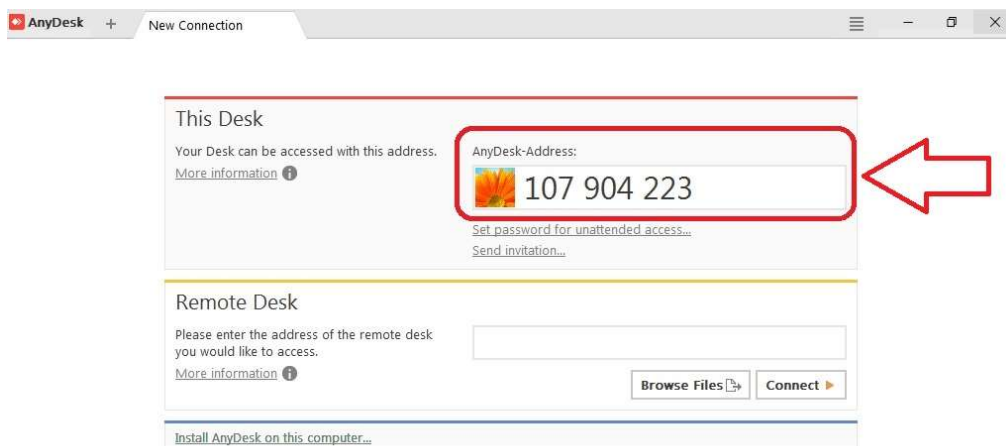 AnyDesk + New Connection
This Desk
Your Desk can be accessed with this address.
More information
AnyDesk-Address:
107 904 223
Set password for unattended access...
Send invitation...
Remote Desk
Please enter the address of the remote desk
you would like to access.
More information
Browse Files
Connect
Install AnyDesk on this computer...